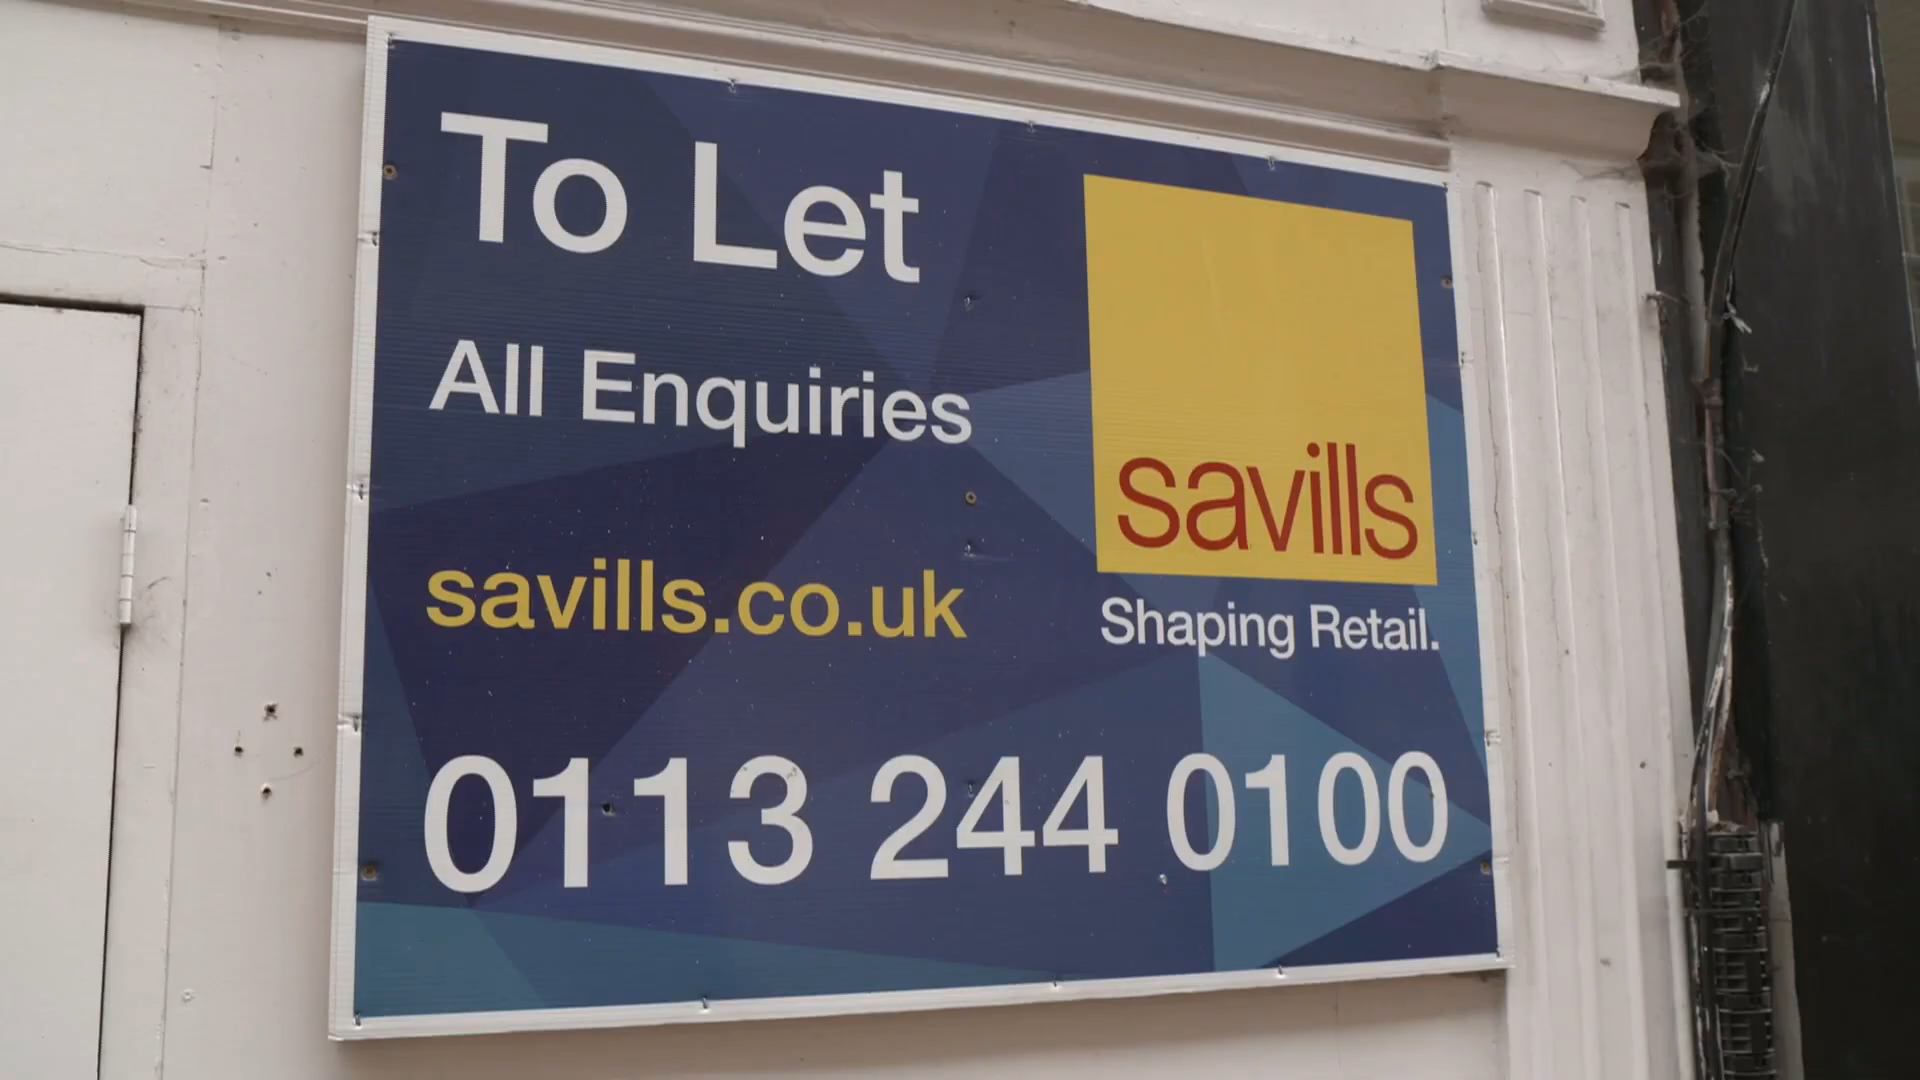 To Let
All Enquiries
savills.co.uk
0113 244 0100
savills
Shaping Retail.